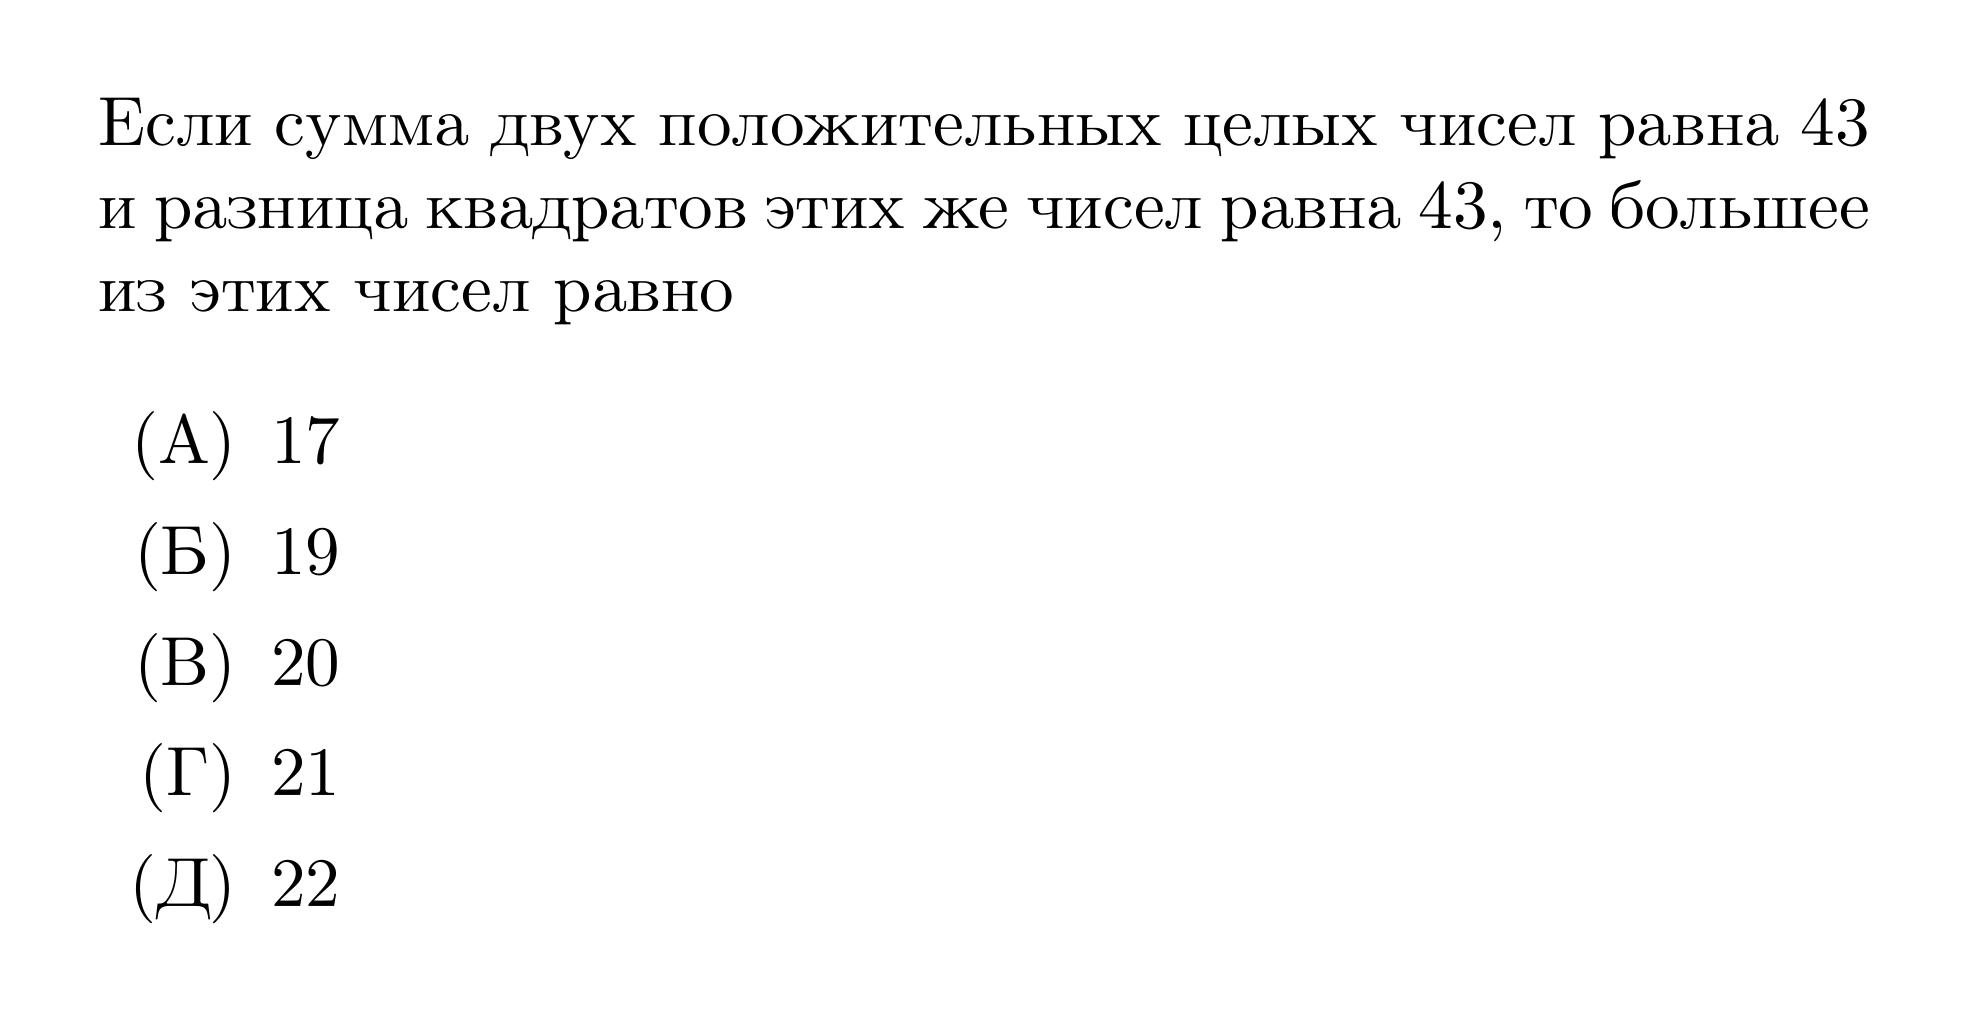 Если сумма двух положительных целых чисел равна 43
и разница квадратов этих же чисел равна 43, то большее
из этих чисел равно
(А) 17
(Б) 19
(В) 20
(Г) 21
(Д) 22